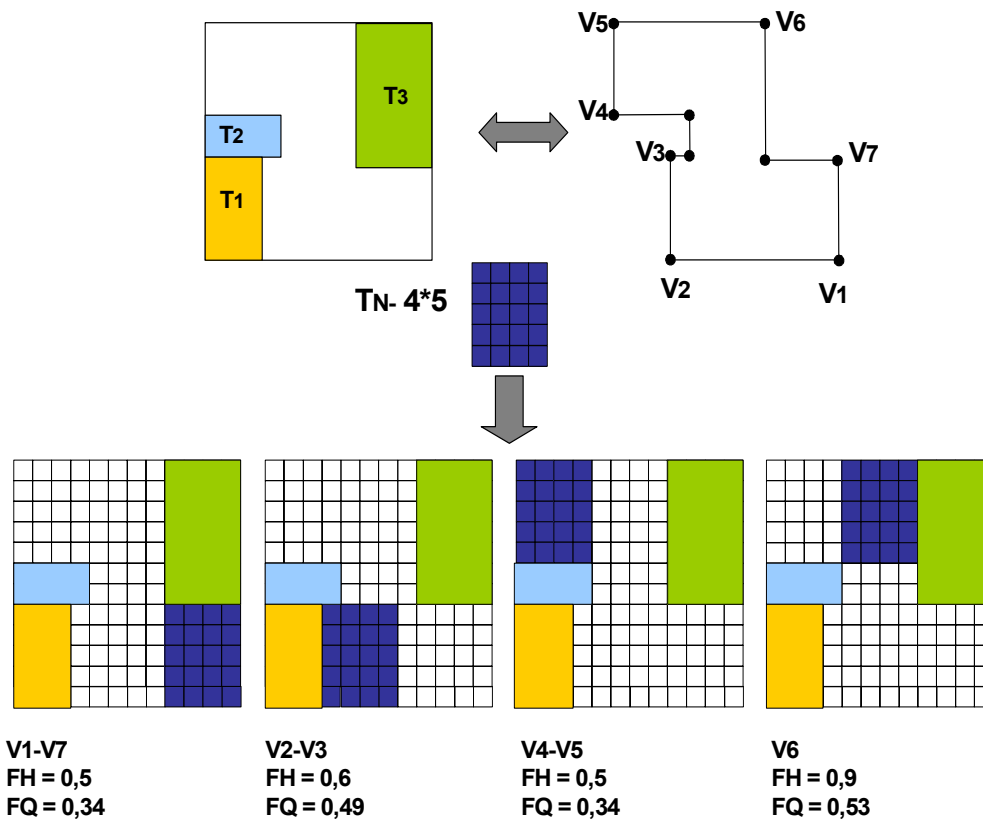 V5
V6
T3
V4
T2
V3
V7
T1
V2
V1
TN- 4*5
V1-V7
FH = 0,5
FQ = 0,34
V2-V3
FH = 0,6
FQ = 0,49
V4-V5
FH = 0,5
FQ = 0,34
V6
FH = 0,9
FQ = 0,53